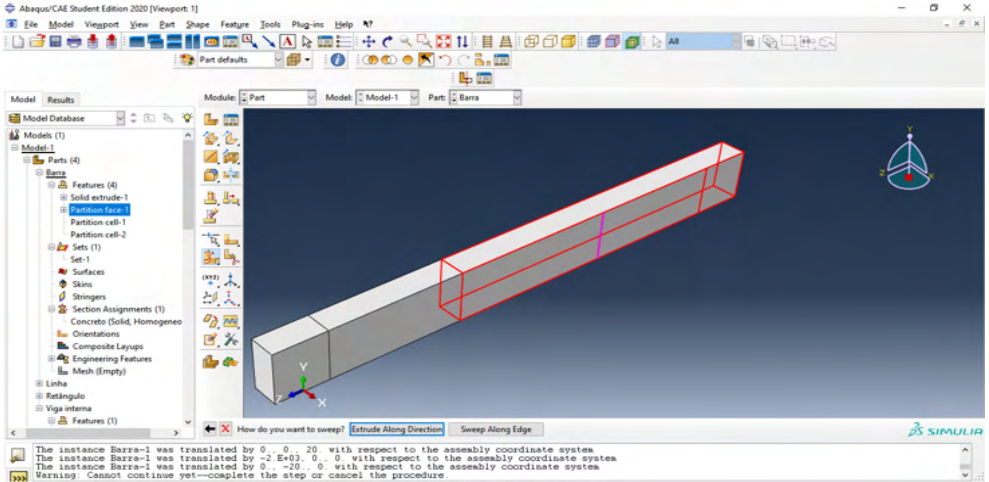 Abaqus/CAE Student Edition 2020 [Viewport: 1]
File Model Viewport View Part Shape Feature Tools Plug-ins Help
All
Part defaults
Model Results
Module: Part Model: Model-1 Part: Barra
Model Database
Models (1)
Model-1
Parts (4)
Barra
Features (4)
Solid extrude-1
Partition face-1
Partition cell-1
Partition cell-2
Sets (1)
Set-1
Surfaces
Skins
Stringers
Section Assignments (1)
Concreto (Solid, Homogeneo
Orientations
Composite Layups
Engineering Features
Mesh (Empty)
Linha
Retângulo
Viga interna
Features (1)
(XYZ)
Y
Z
X
Y
Z
X
How do you want to sweep? Extrude Along Direction Sweep Along Edge
SIMULIA
The instance Barra-1 was translated by 0., 0., 20. with respect to the assembly coordinate system
The instance Barra-1 was translated by -2.E+03, 0., 0. with respect to the assembly coordinate system
The instance Barra-1 was translated by 0., -20., 0. with respect to the assembly coordinate system
Warning: Cannot continue yet--complete the step or cancel the procedure.
>>>